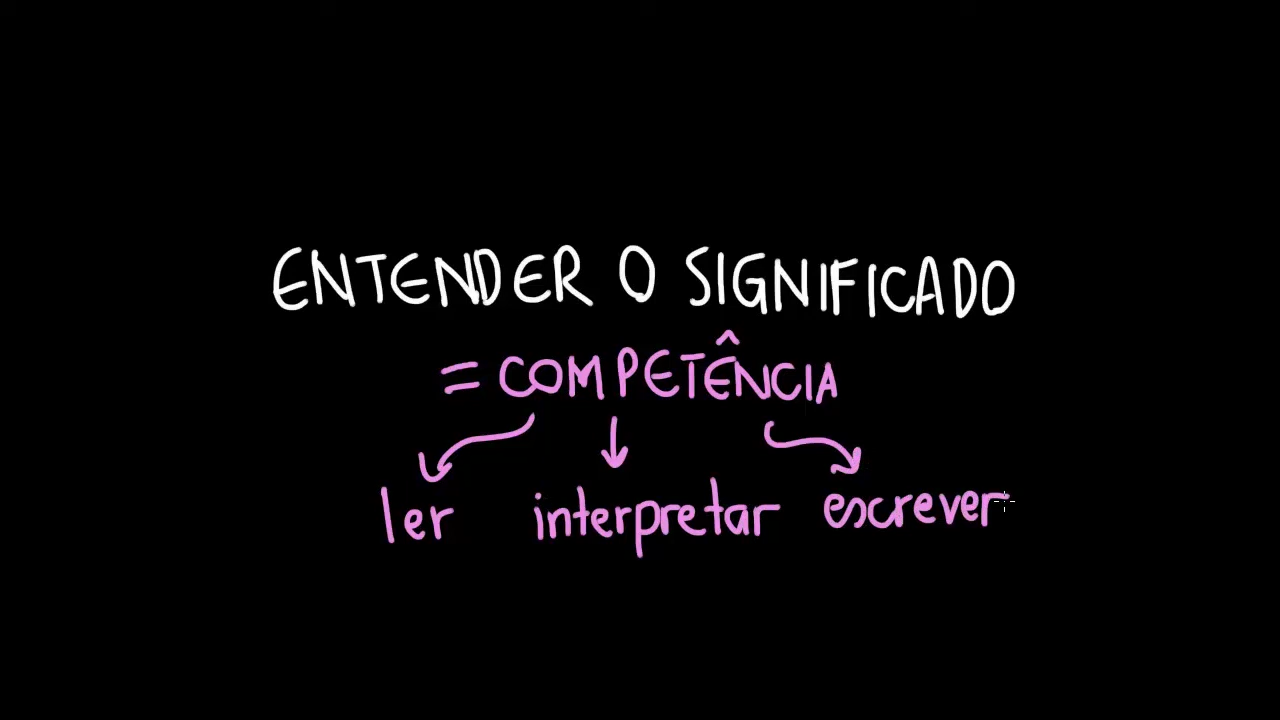 ENTENDER O SIGNIFICADO
= COMPETÊNCIA
ler interpretar escrever